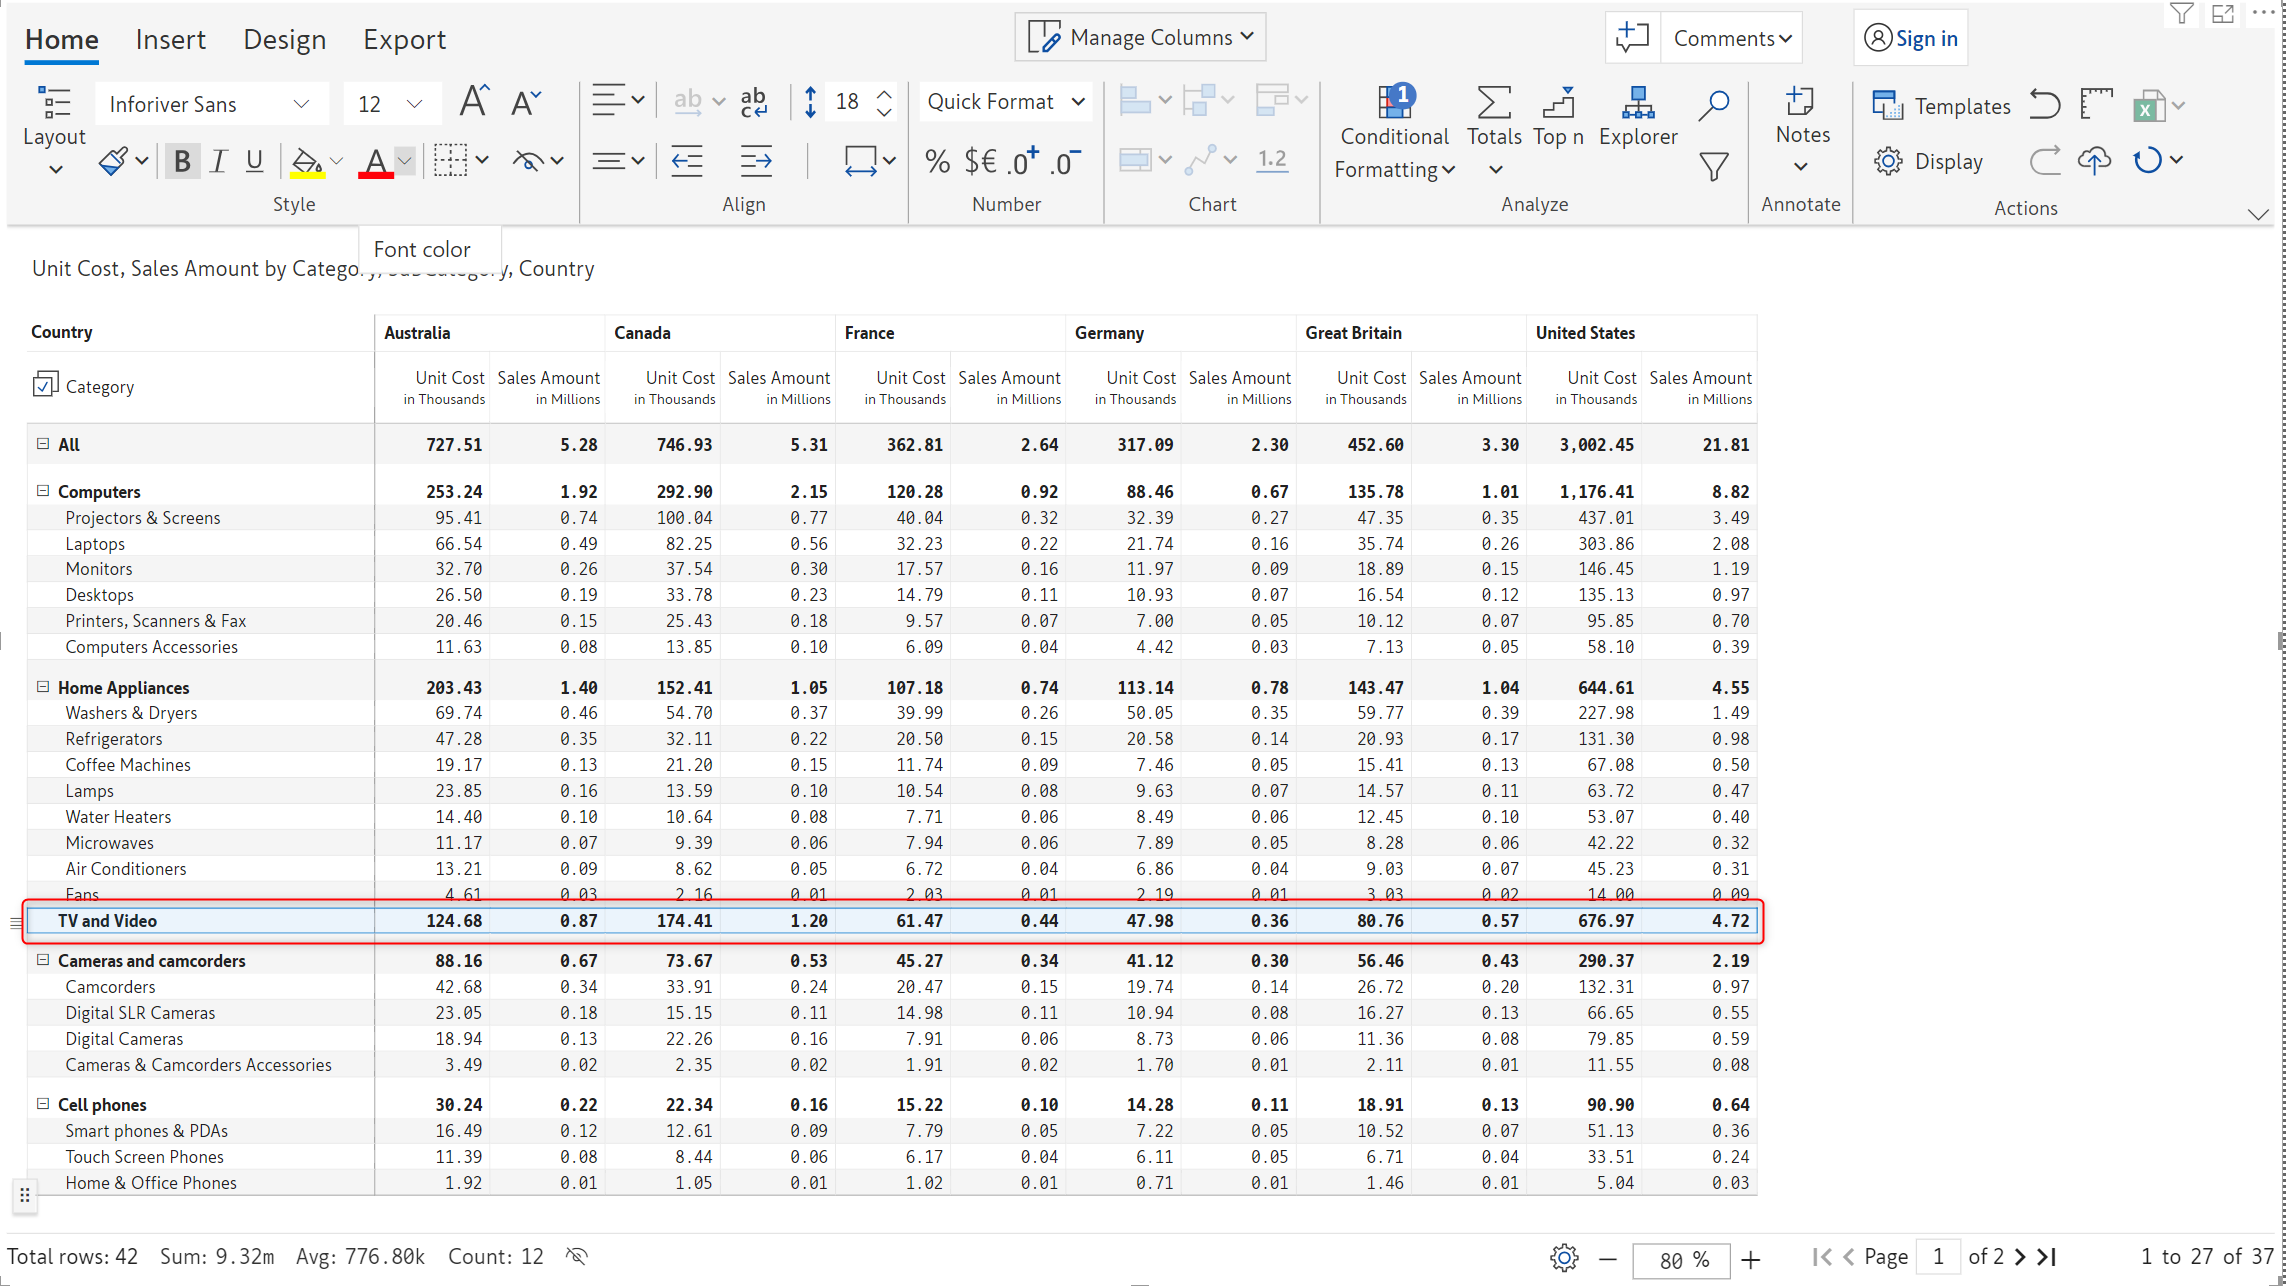 Home Insert Design Export Manage Columns Comments Sign in
Inforiver Sans 12 ab ab c 18 Quick Format 1 Templates
Layout Conditional Formatting Totals Top n Explorer Notes
B I U A % $€ .0+ .0- 1.2 Display
Style Align Number Chart Analyze Annotate Actions
Font color
Unit Cost, Sales Amount by Category, SubCategory, Country
Country Australia Canada France Germany Great Britain United States
Category Unit Cost Sales Amount Unit Cost Sales Amount Unit Cost Sales Amount Unit Cost Sales Amount Unit Cost Sales Amount Unit Cost Sales Amount
in Thousands in Millions in Thousands in Millions in Thousands in Millions in Thousands in Millions in Thousands in Millions in Thousands in Millions
All 727.51 5.28 746.93 5.31 362.81 2.64 317.09 2.30 452.60 3.30 3,002.45 21.81
Computers 253.24 1.92 292.90 2.15 120.28 0.92 88.46 0.67 135.78 1.01 1,176.41 8.82
Projectors & Screens 95.41 0.74 100.04 0.77 40.04 0.32 32.39 0.27 47.35 0.35 437.01 3.49
Laptops 66.54 0.49 82.25 0.56 32.23 0.22 21.74 0.16 35.74 0.26 303.86 2.08
Monitors 32.70 0.26 37.54 0.30 17.57 0.16 11.97 0.09 18.89 0.15 146.45 1.19
Desktops 26.50 0.19 33.78 0.23 14.79 0.11 10.93 0.07 16.54 0.12 135.13 0.97
Printers, Scanners & Fax 20.46 0.15 25.43 0.18 9.57 0.07 7.00 0.05 10.12 0.07 95.85 0.70
Computers Accessories 11.63 0.08 13.85 0.10 6.09 0.04 4.42 0.03 7.13 0.05 58.10 0.39
Home Appliances 203.43 1.40 152.41 1.05 107.18 0.74 113.14 0.78 143.47 1.04 644.61 4.55
Washers & Dryers 69.74 0.46 54.70 0.37 39.99 0.26 50.05 0.35 59.77 0.39 227.98 1.49
Refrigerators 47.28 0.35 32.11 0.22 20.50 0.15 20.58 0.14 20.93 0.17 131.30 0.98
Coffee Machines 19.17 0.13 21.20 0.15 11.74 0.09 7.46 0.05 15.41 0.13 67.08 0.50
Lamps 23.85 0.16 13.59 0.10 10.54 0.08 9.63 0.07 14.57 0.11 63.72 0.47
Water Heaters 14.40 0.10 10.64 0.08 7.71 0.06 8.49 0.06 12.45 0.10 53.07 0.40
Microwaves 11.17 0.07 9.39 0.06 7.94 0.06 7.89 0.05 8.28 0.06 42.22 0.32
Air Conditioners 13.21 0.09 8.62 0.05 6.72 0.04 6.86 0.04 9.03 0.07 45.23 0.31
Fans 4.61 0.03 2.16 0.01 2.03 0.01 2.19 0.01 3.03 0.02 14.00 0.09
TV and Video 124.68 0.87 174.41 1.20 61.47 0.44 47.98 0.36 80.76 0.57 676.97 4.72
Cameras and camcorders 88.16 0.67 73.67 0.53 45.27 0.34 41.12 0.30 56.46 0.43 290.37 2.19
Camcorders 42.68 0.34 33.91 0.24 20.47 0.15 19.74 0.14 26.72 0.20 132.31 0.97
Digital SLR Cameras 23.05 0.18 15.15 0.11 14.98 0.11 10.94 0.08 16.27 0.13 66.65 0.55
Digital Cameras 18.94 0.13 22.26 0.16 7.91 0.06 8.73 0.06 11.36 0.08 79.85 0.59
Cameras & Camcorders Accessories 3.49 0.02 2.35 0.02 1.91 0.02 1.70 0.01 2.11 0.01 11.55 0.08
Cell phones 30.24 0.22 22.34 0.16 15.22 0.10 14.28 0.11 18.91 0.13 90.90 0.64
Smart phones & PDAs 16.49 0.12 12.61 0.09 7.79 0.05 7.22 0.05 10.52 0.07 51.13 0.36
Touch Screen Phones 11.39 0.08 8.44 0.06 6.17 0.04 6.11 0.05 6.71 0.04 33.51 0.24
Home & Office Phones 1.92 0.01 1.05 0.01 1.02 0.01 0.71 0.01 1.46 0.01 5.04 0.03
Total rows: 42 Sum: 9.32m Avg: 776.80k Count: 12 80 % Page 1 of 2 1 to 27 of 37